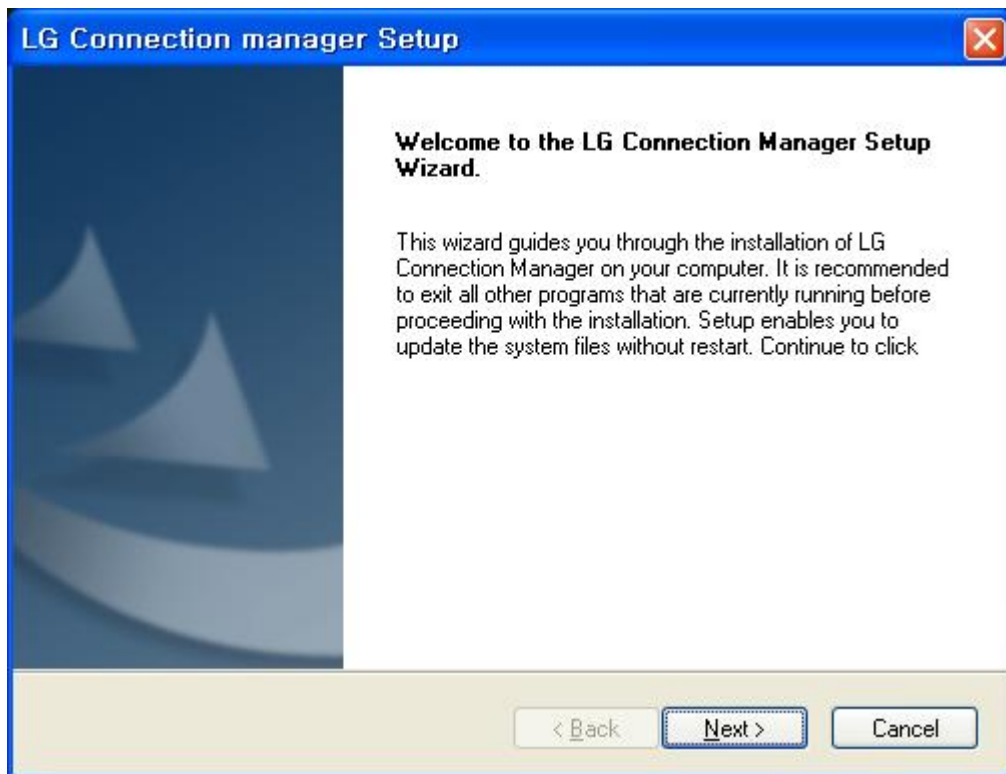 LG Connection manager Setup
Welcome to the LG Connection Manager Setup
Wizard.
This wizard guides you through the installation of LG
Connection Manager on your computer. It is recommended
to exit all other programs that are currently running before
proceeding with the installation. Setup enables you to
update the system files without restart. Continue to click
< Back Next > Cancel